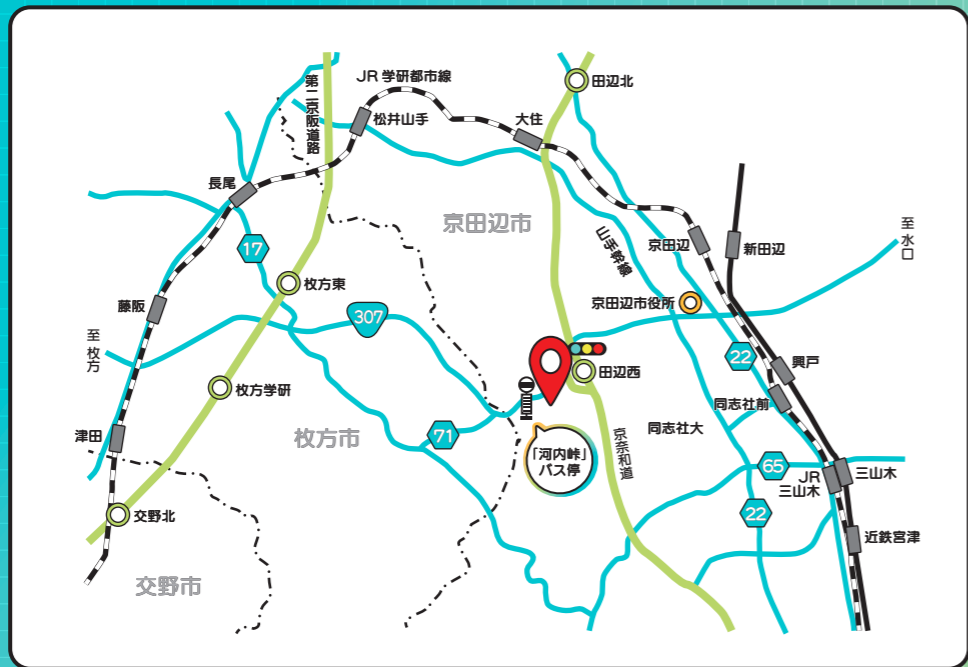 JR 学研都市線
第二京阪道路
松井山手
大住
田辺北
長尾
京田辺市
山手幹線
京田辺
新田辺
至水口
17
枚方東
藤阪
307
京田辺市役所
至枚方
22
興戸
田辺西
枚方学研
同志社前
津田
枚方市
71
「河内峠」
バス停
京奈和道
同志社大
65
JR
三山木
三山木
22
交野北
近鉄宮津
交野市